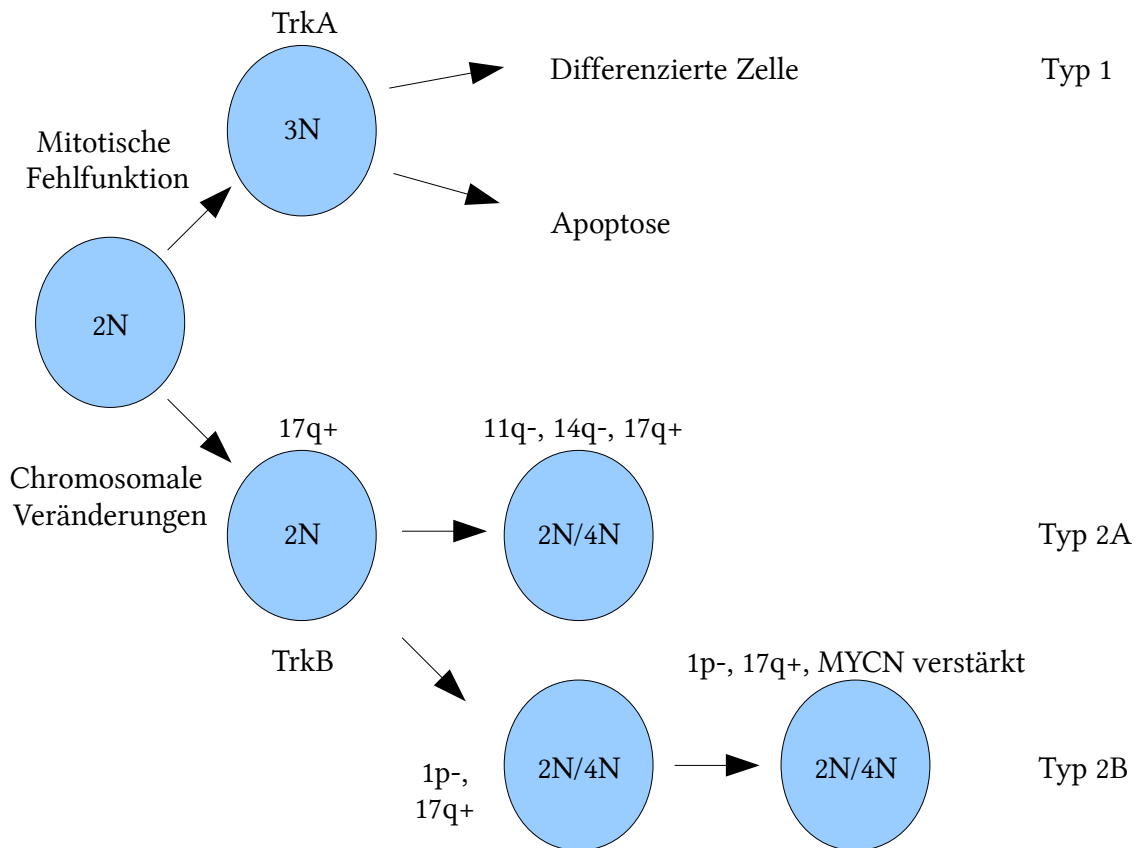 TrkA
Differenzierte Zelle
Typ 1
3N
Mitotische
Fehlfunktion
Apoptose
2N
17q+
11q-, 14q-, 17q+
Chromosomale
Veränderungen
2N
2N/4N
Typ 2A
TrkB
1p-, 17q+, MYCN verstärkt
1p-,
17q+
2N/4N
2N/4N
Typ 2B